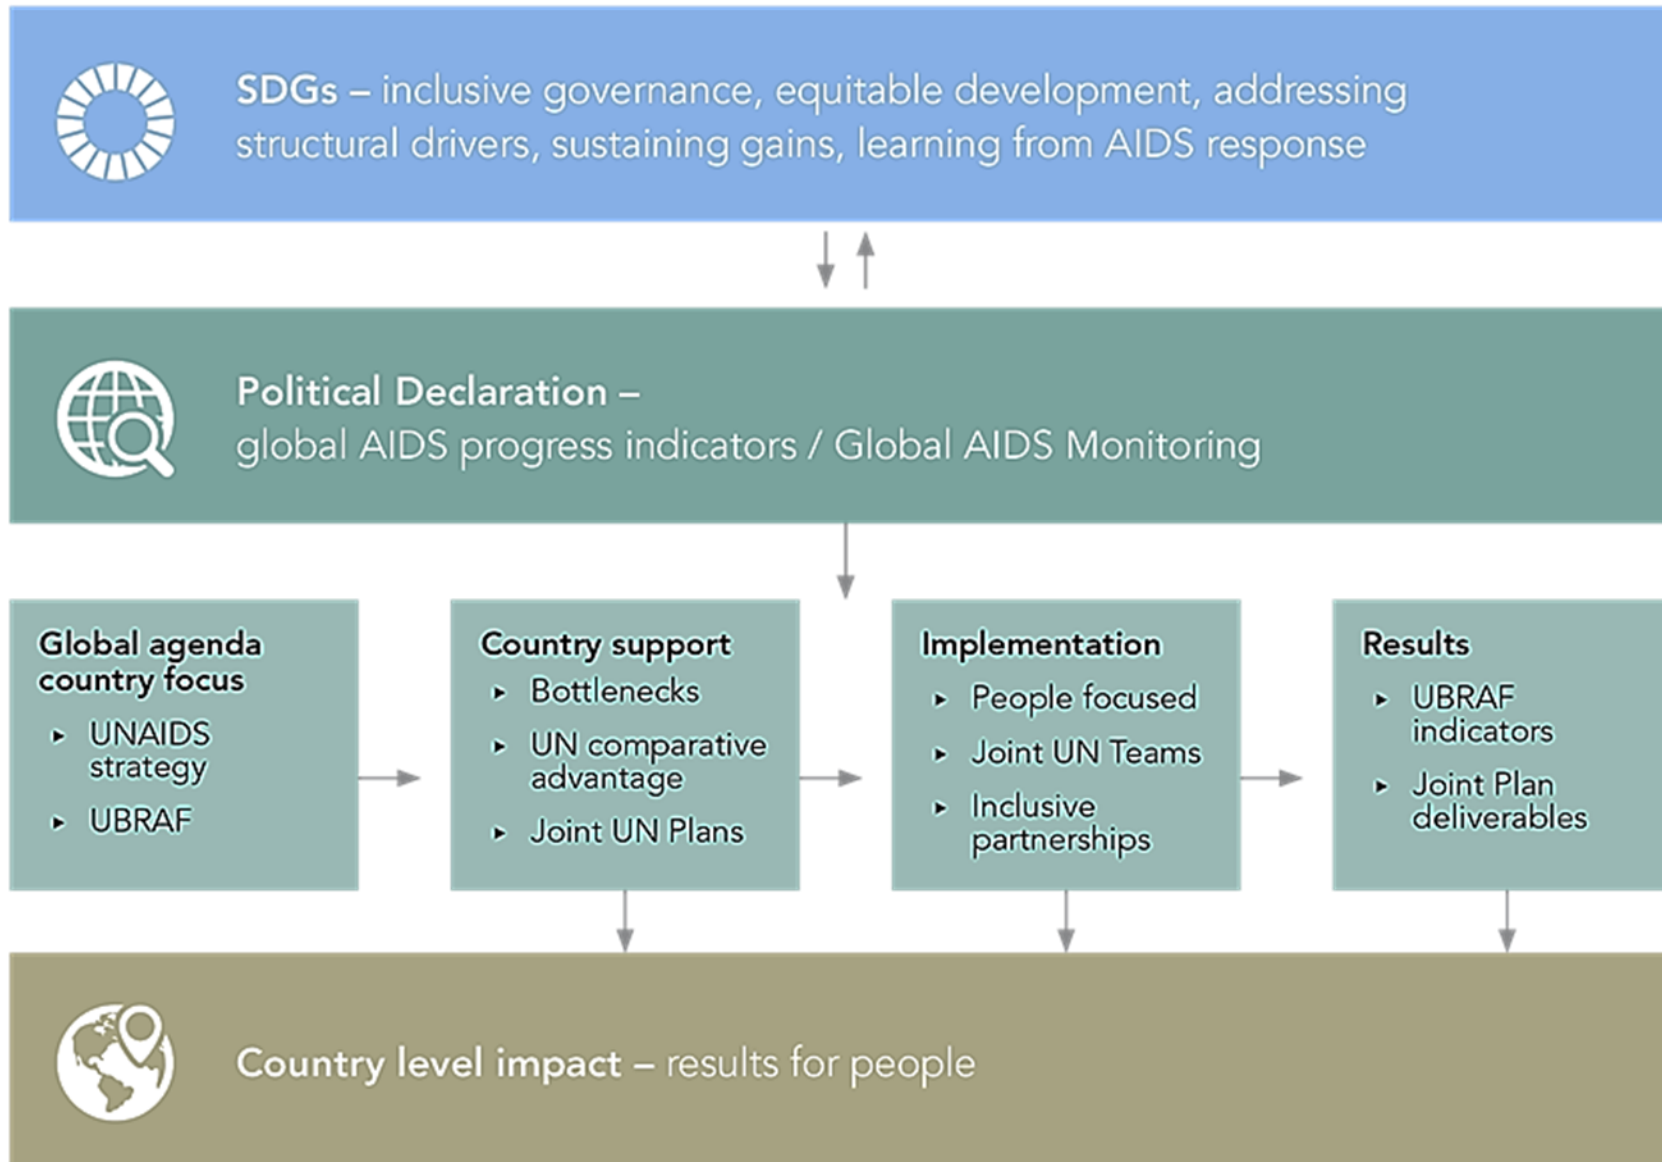 SDGs – inclusive governance, equitable development, addressing
structural drivers, sustaining gains, learning from AIDS response
Political Declaration –
global AIDS progress indicators / Global AIDS Monitoring
Global agenda
country focus
▸ UNAIDS
strategy
▸ UBRAF
Country support
▸ Bottlenecks
▸ UN comparative
advantage
▸ Joint UN Plans
Implementation
▸ People focused
▸ Joint UN Teams
▸ Inclusive
partnerships
Results
▸ UBRAF
indicators
▸ Joint Plan
deliverables
Country level impact – results for people